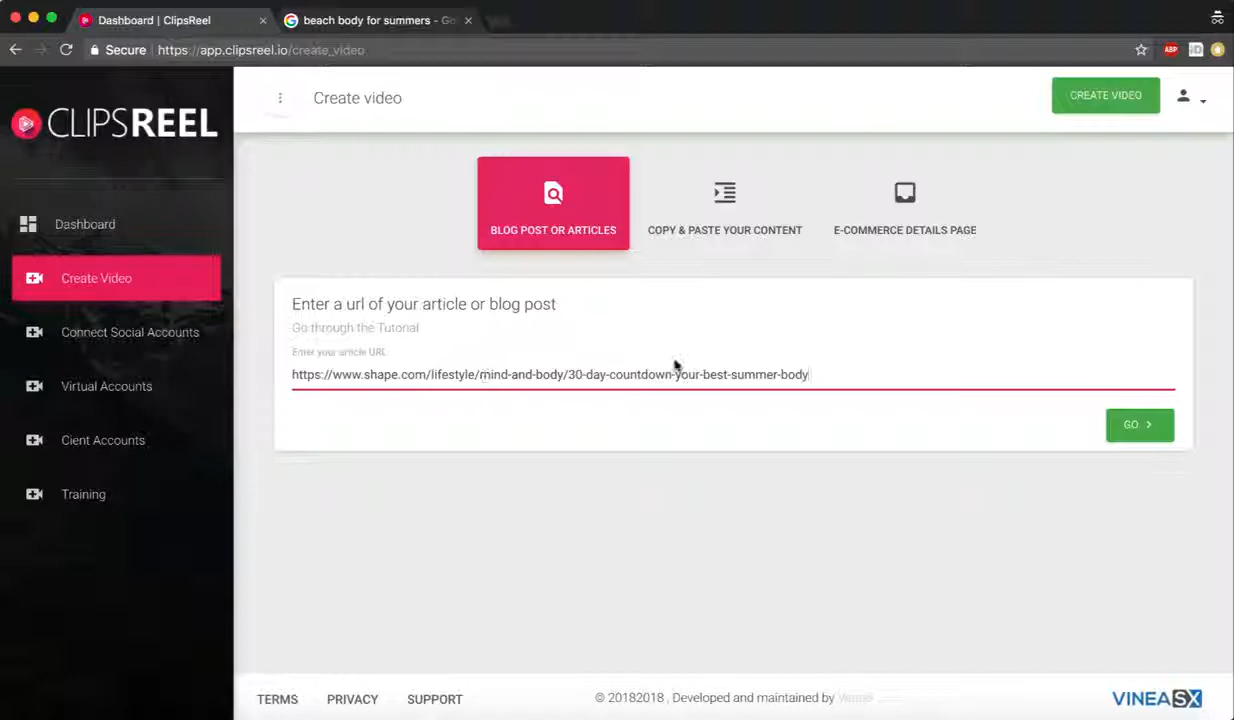 Dashboard | ClipsReel
beach body for summers - Go
Secure https://app.clipsreel.io/create_video
ABP
CLIPSREEL
Create video
CREATE VIDEO
BLOG POST OR ARTICLES
COPY & PASTE YOUR CONTENT
E-COMMERCE DETAILS PAGE
Dashboard
Create Video
Connect Social Accounts
Virtual Accounts
Cient Accounts
Training
Enter a url of your article or blog post
Go through the Tutorial
Enter your article URL
https://www.shape.com/lifestyle/mind-and-body/30-day-countdown-your-best-summer-body
GO
TERMS PRIVACY SUPPORT
© 20182018 , Developed and maintained by
VINEASX